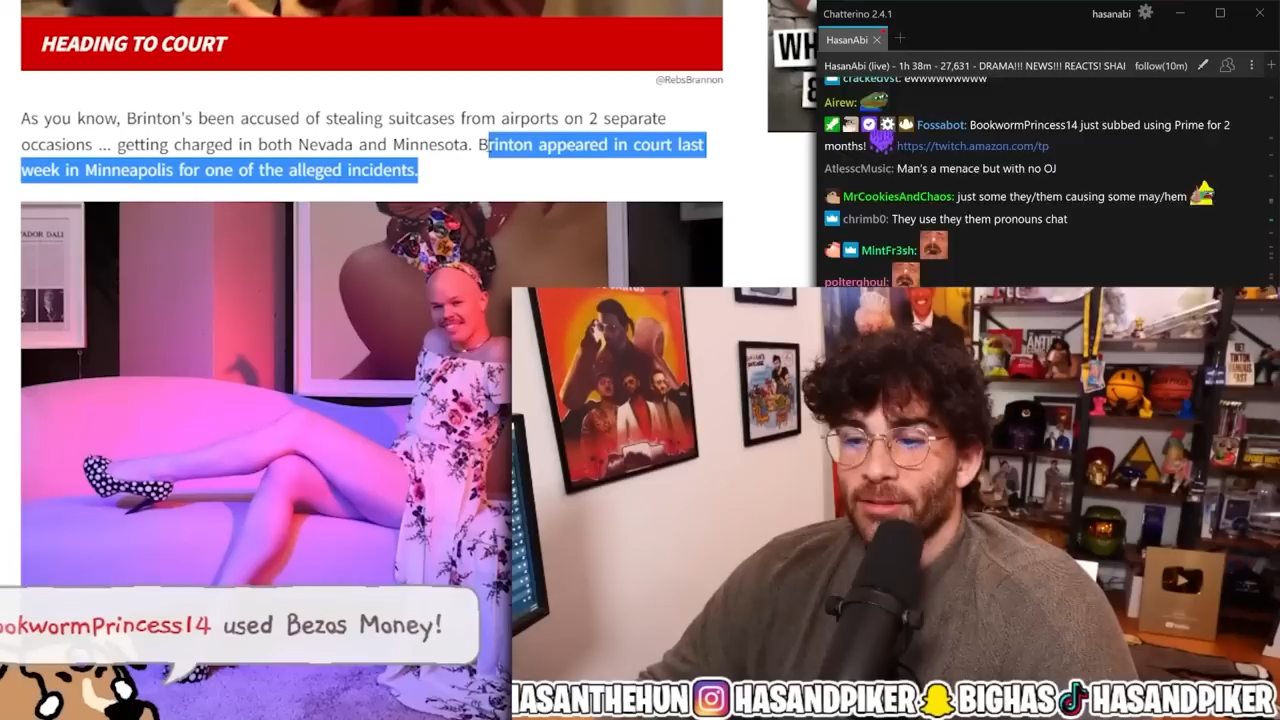 HEADING TO COURT
@RebsBrannon
As you know, Brinton's been accused of stealing suitcases from airports on 2 separate
occasions ... getting charged in both Nevada and Minnesota. Brinton appeared in court last
week in Minneapolis for one of the alleged incidents.
VADOR DALI
WH
Chatterino 2.4.1
hasanabi
HasanAbi
HasanAbi (live) - 1h 38m - 27,631 - DRAMA!!! NEWS!!! REACTS! SHAI
follow(10m)
crackedvst: ewwwwwwwww
Airew:
Fossabot: BookwormPrincess14 just subbed using Prime for 2
months! https://twitch.amazon.com/tp
AtlesscMusic: Man's a menace but with no OJ
MrCookiesAndChaos: just some they/them causing some may/hem
chrimb0: They use they them pronouns chat
MintFr3sh:
polterghoul:
ookwormPrincess14 used Bezos Money!
HASANTHEHUN HASANDPIKER BIGHAS HASANDPIKER